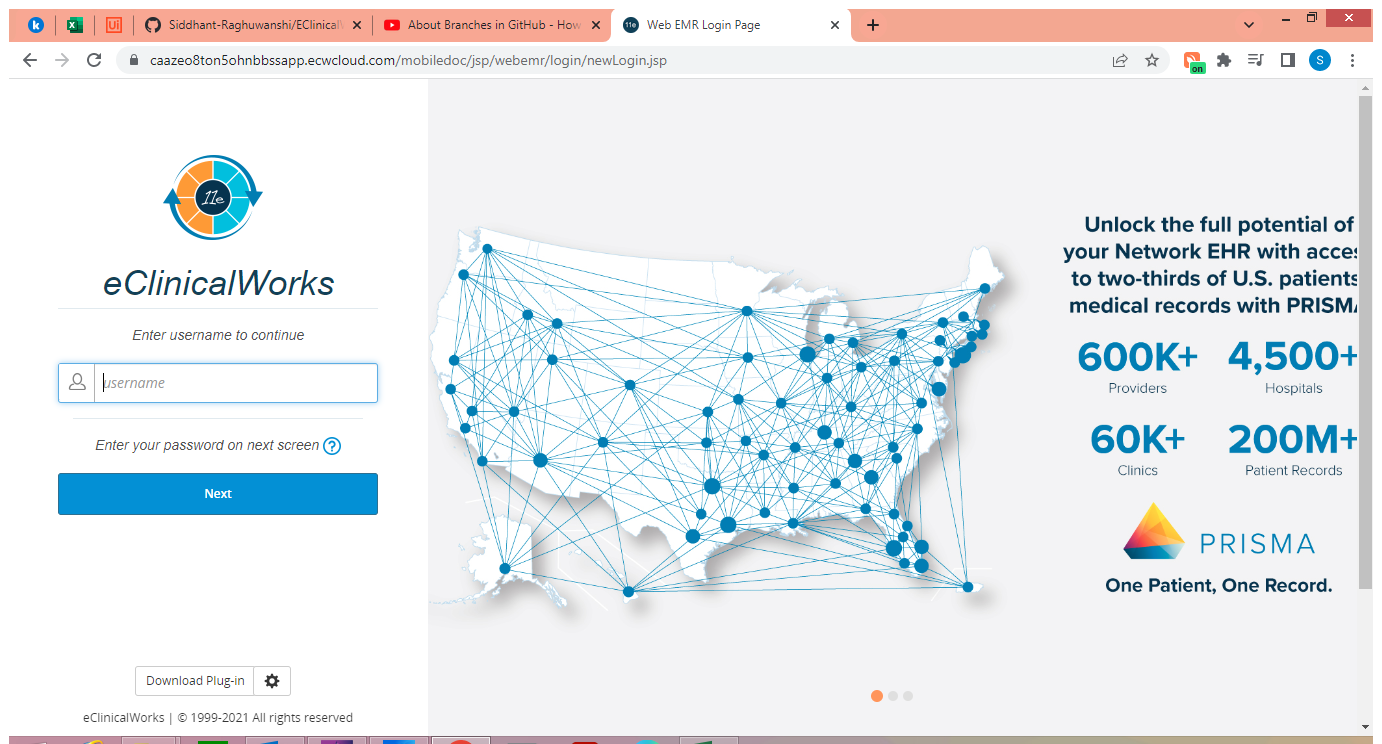 Siddhant-Raghuwanshi/EClinical
About Branches in GitHub - How
11e
Web EMR Login Page
caazeo8ton5ohnbbssapp.ecwcloud.com/mobiledoc/jsp/webemr/login/newLogin.jsp
on
S
k
Ui
11e
eClinicalWorks
Enter username to continue
username
Enter your password on next screen ?
Next
Download Plug-in
eClinicalWorks | © 1999-2021 All rights reserved
Unlock the full potential of
your Network EHR with acces
to two-thirds of U.S. patients
medical records with PRISMA
600K+ 4,500+
Providers Hospitals
60K+ 200M+
Clinics Patient Records
PRISMA
One Patient, One Record.